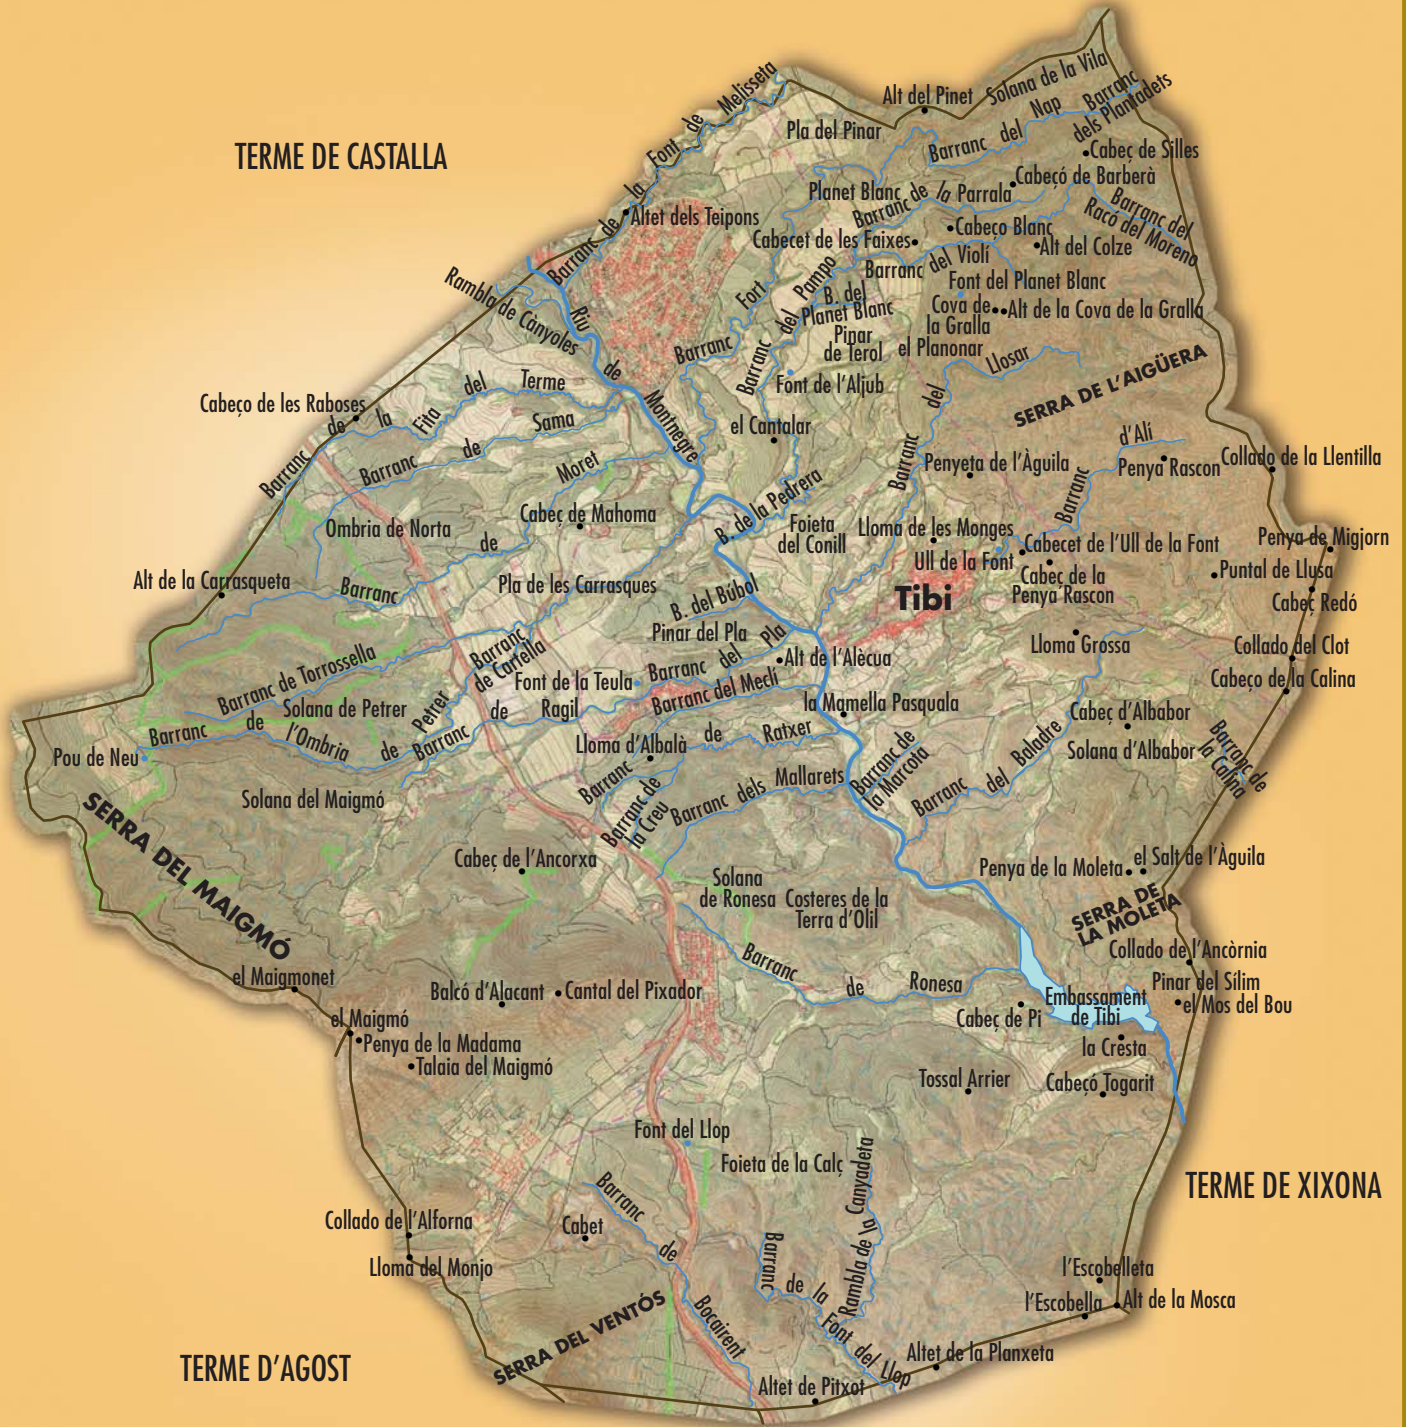 TERME DE CASTALLA
Barranc de la Font de Melisseta
Alt del Pinet
Solana de la Vila
Pla del Pinar
Barranc del Nap
Barranc
dels Plantadets
Cabeç de Silles
Cabeçó de Barberà
Planet Blanc
Barranc de la Parrala
Barranc del
Racó del Moreno
Altet dels Teipons
Cabecet de les Faixes
Cabeço Blanc
Alt del Colze
Barranc del Violí
Rambla de Cànyoles
Riu de Montnegre
Barranc Fort
Barranc del Pampo
B. del
Planet Blanc
Font del Planet Blanc
Cova de
la Gralla
Alt de la Cova de la Gralla
Pinar
de Terol
el Planonar
Barranc del Llosar
Font de l'Aljub
SERRA DE L'AIGÜERA
Cabeço de les Raboses
Barranc de la Fita del Terme
Barranc de Sama
el Cantalar
Barranc d'Alí
Penyeta de l'Àguila
Penya Rascon
Collado de la Llentilla
Barranc de Moret
Ombria de Norta
Cabeç de Mahoma
B. de la Pedrera
Foieta
del Conill
Lloma de les Monges
Ull de la Font
Cabecet de l'Ull de la Font
Penya de Migjorn
Cabeç de la
Penya Rascon
Puntal de Llusa
Cabeç Redó
Alt de la Carrasqueta
Pla de les Carrasques
B. del Búbol
Tibi
Pinar del Pla
Lloma Grossa
Collado del Clot
Cabeço de la Calina
Barranc de Torrossella
Barranc
de Cartella
Barranc del Pla
Alt de l'Alècua
Font de la Teula
Barranc del Meclí
Solana de Petrer
Barranc de l'Ombria de Petrer
Barranc de Ragil
la Mamella Pasquala
Cabeç d'Albabor
Solana d'Albabor
Barranc de
la Calina
Pou de Neu
Lloma d'Albalà
Barranc de Ratxer
Barranc de
la Marcota
Barranc del Baladre
Barranc de
la Creu
Barranc dels Mallarets
Solana del Maigmó
SERRA DEL MAIGMÓ
Cabeç de l'Ancorxa
Solana
de Ronesa
Costeres de la
Terra d'Olil
Penya de la Moleta
el Salt de l'Àguila
SERRA DE
LA MOLETA
Collado de l'Ancòrnia
Barranc de Ronesa
Pinar del Sílim
el Mos del Bou
el Maigmonet
Balcó d'Alacant
Cantal del Pixador
Cabeç de Pi
Embassament
de Tibi
la Cresta
el Maigmó
Penya de la Madama
Talaia del Maigmó
Tossal Arrier
Cabeçó Togarit
Font del Llop
Foieta de la Calç
Rambla de la Canyadeta
TERME DE XIXONA
Barranc de Bocairent
Cabet
Collado de l'Alforna
Lloma del Monjo
Barranc de la Font del Llop
l'Escobelleta
l'Escobella
Alt de la Mosca
SERRA DEL VENTÓS
Altet de la Planxeta
Altet de Pitxot
TERME D'AGOST